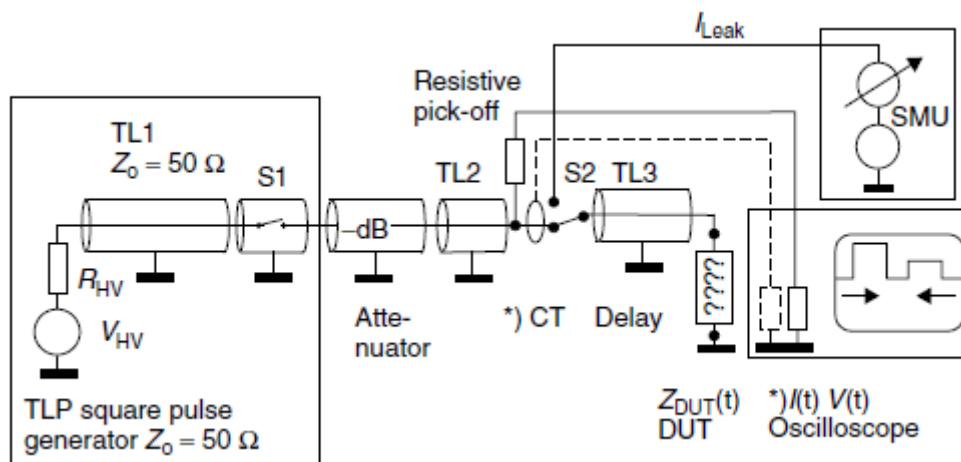 I_Leak
Resistive
pick-off
SMU
TL1
Z_o = 50 Ω
S1
TL2
S2
TL3
–dB
R_HV
V_HV
Atte-
nuator
*) CT
Delay
?????
TLP square pulse
generator Z_o = 50 Ω
Z_DUT(t)
DUT
*)I(t) V(t)
Oscilloscope